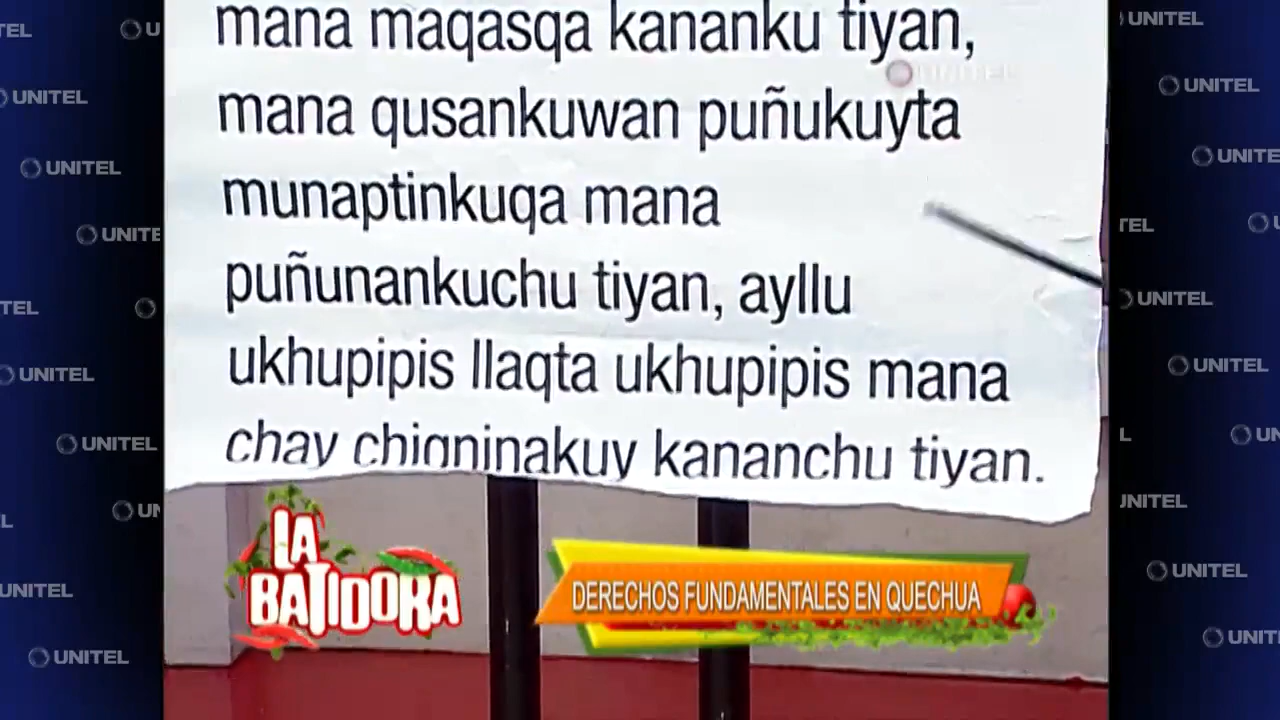 mana maqasqa kananku tiyan,
mana qusankuwan puñukuyta
munaptinkuqa mana
puñunankuchu tiyan, ayllu
ukhupipis llaqta ukhupipis mana
chay chiqninakuy kananchu tiyan.
LA
BATIDORA
DERECHOS FUNDAMENTALES EN QUECHUA
UNITEL